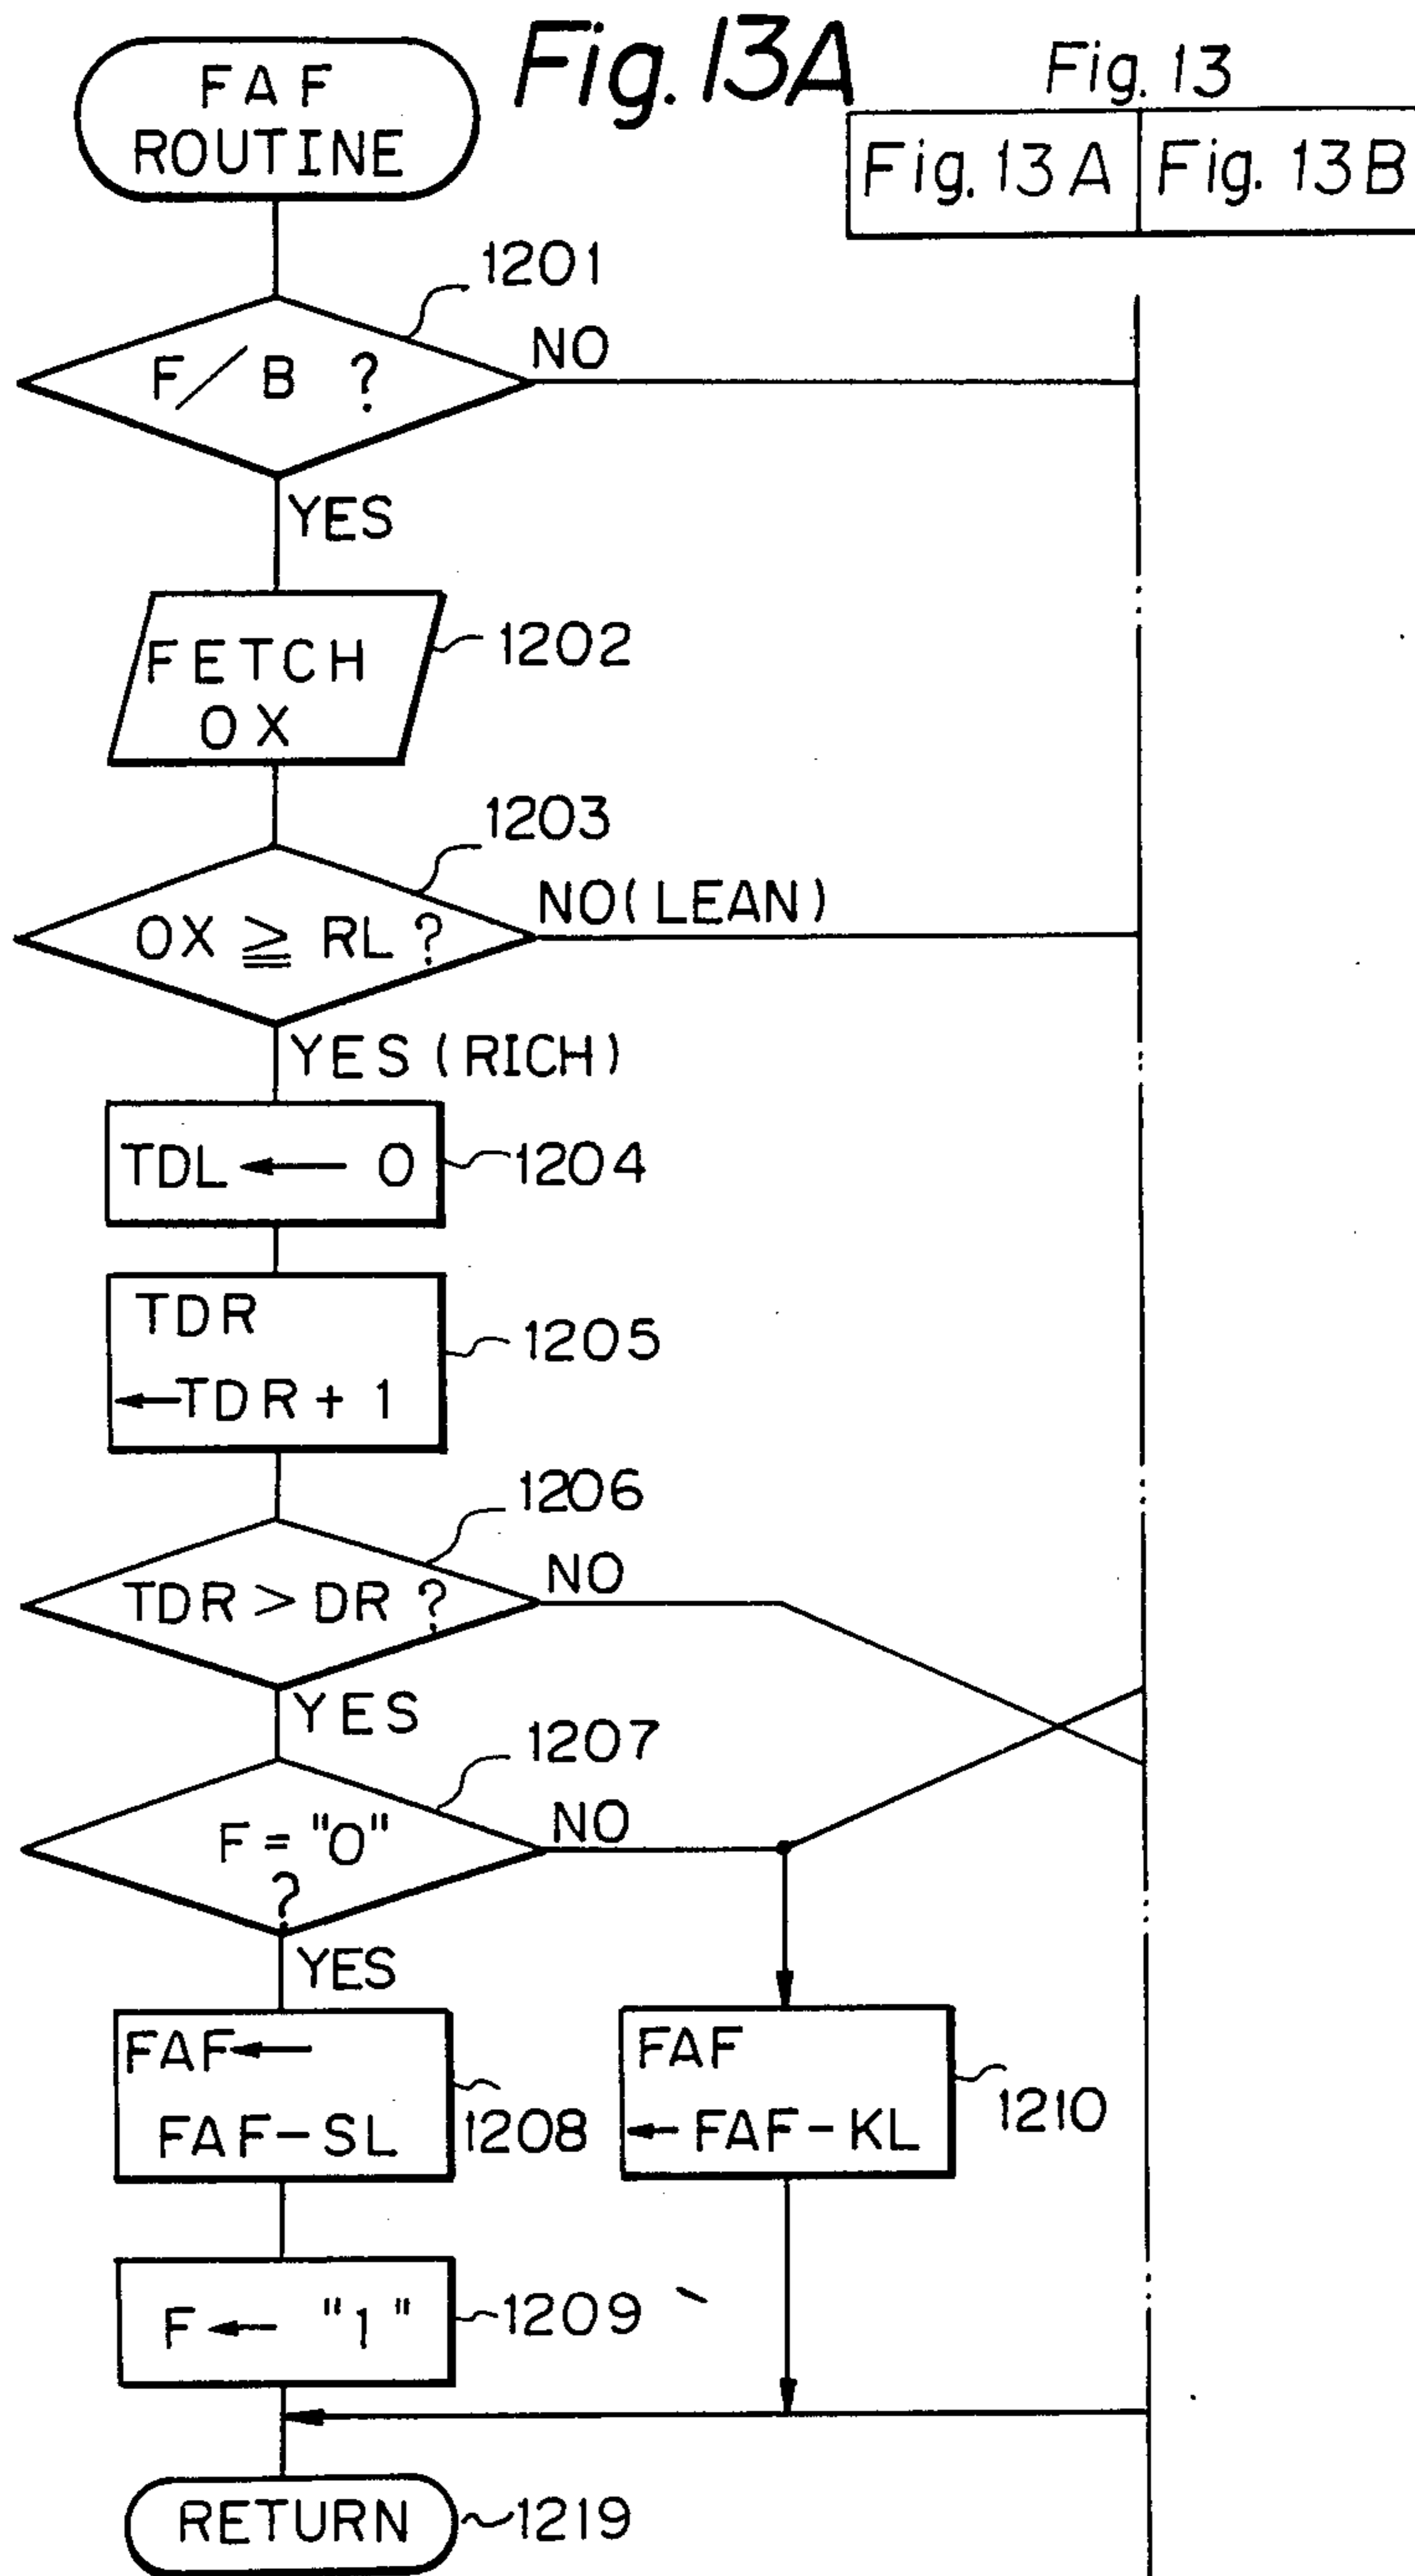 Fig. 13A
Fig. 13
Fig. 13A
Fig. 13B
FAF
ROUTINE
1201
F/B ?
NO
YES
FETCH
OX
1202
1203
OX ≧ RL ?
NO(LEAN)
YES (RICH)
TDL ← 0
1204
TDR
←TDR+1
1205
1206
TDR > DR ?
NO
YES
1207
F = "0"
?
NO
YES
FAF←
FAF-SL
1208
FAF
← FAF-KL
1210
F ← "1"
1209
RETURN
1219